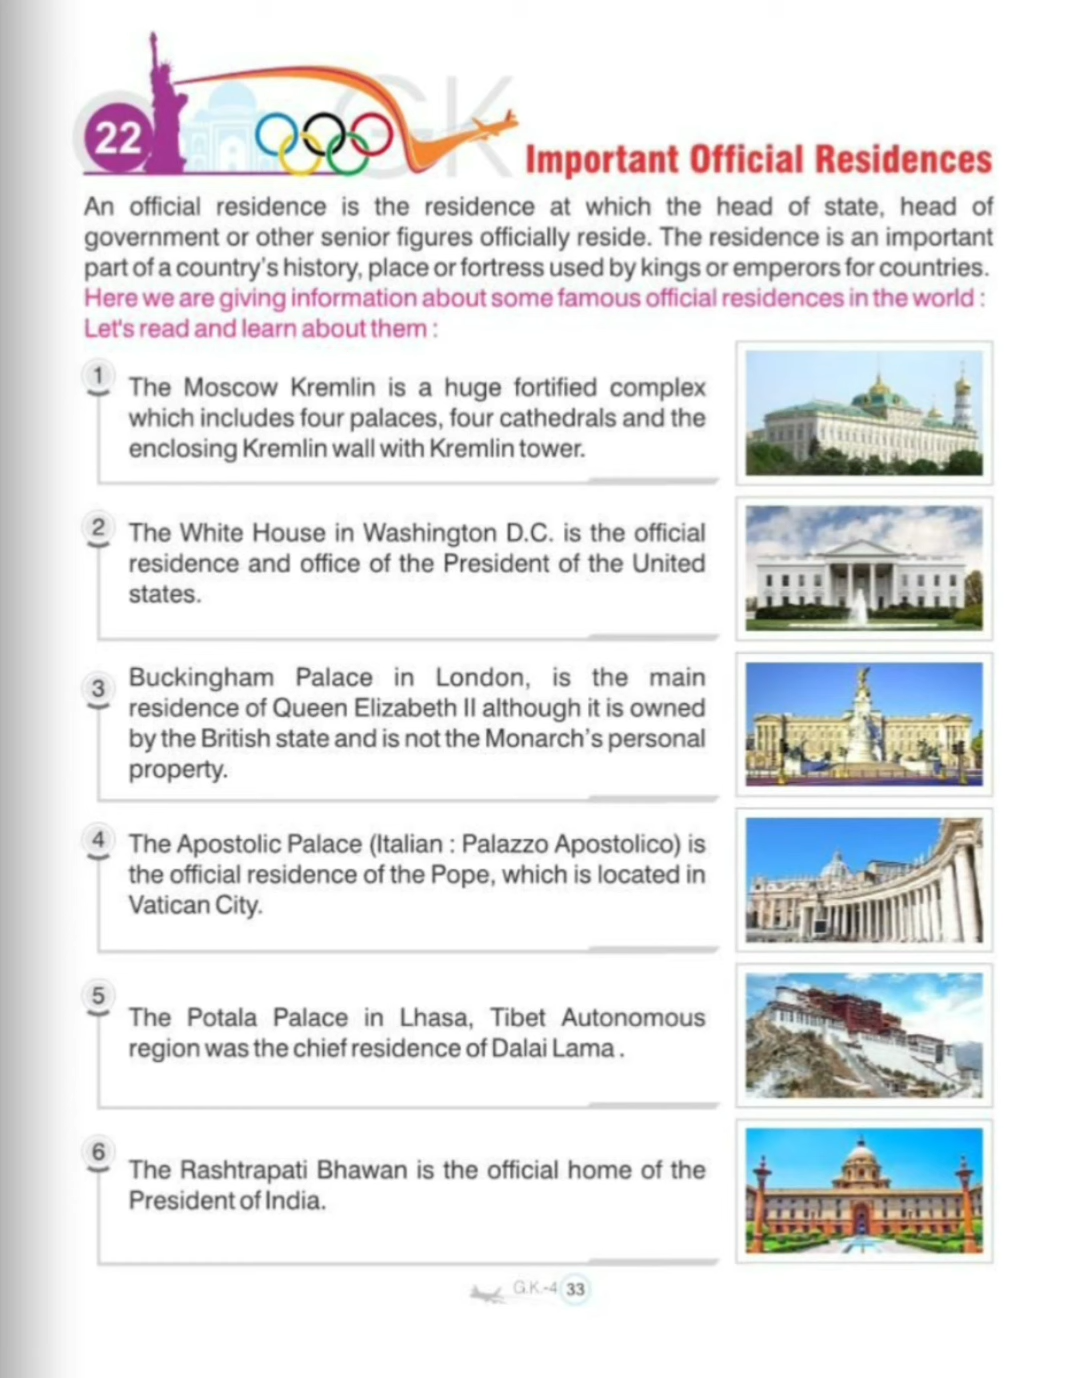 GK
22
Important Official Residences
An official residence is the residence at which the head of state, head of
government or other senior figures officially reside. The residence is an important
part of a country's history, place or fortress used by kings or emperors for countries.
Here we are giving information about some famous official residences in the world :
Let's read and learn about them :
1
The Moscow Kremlin is a huge fortified complex
which includes four palaces, four cathedrals and the
enclosing Kremlin wall with Kremlin tower.
2
The White House in Washington D.C. is the official
residence and office of the President of the United
states.
3
Buckingham Palace in London, is the main
residence of Queen Elizabeth II although it is owned
by the British state and is not the Monarch's personal
property.
4
The Apostolic Palace (Italian : Palazzo Apostolico) is
the official residence of the Pope, which is located in
Vatican City.
5
The Potala Palace in Lhasa, Tibet Autonomous
region was the chief residence of Dalai Lama .
6
The Rashtrapati Bhawan is the official home of the
President of India.
G.K.-4 33